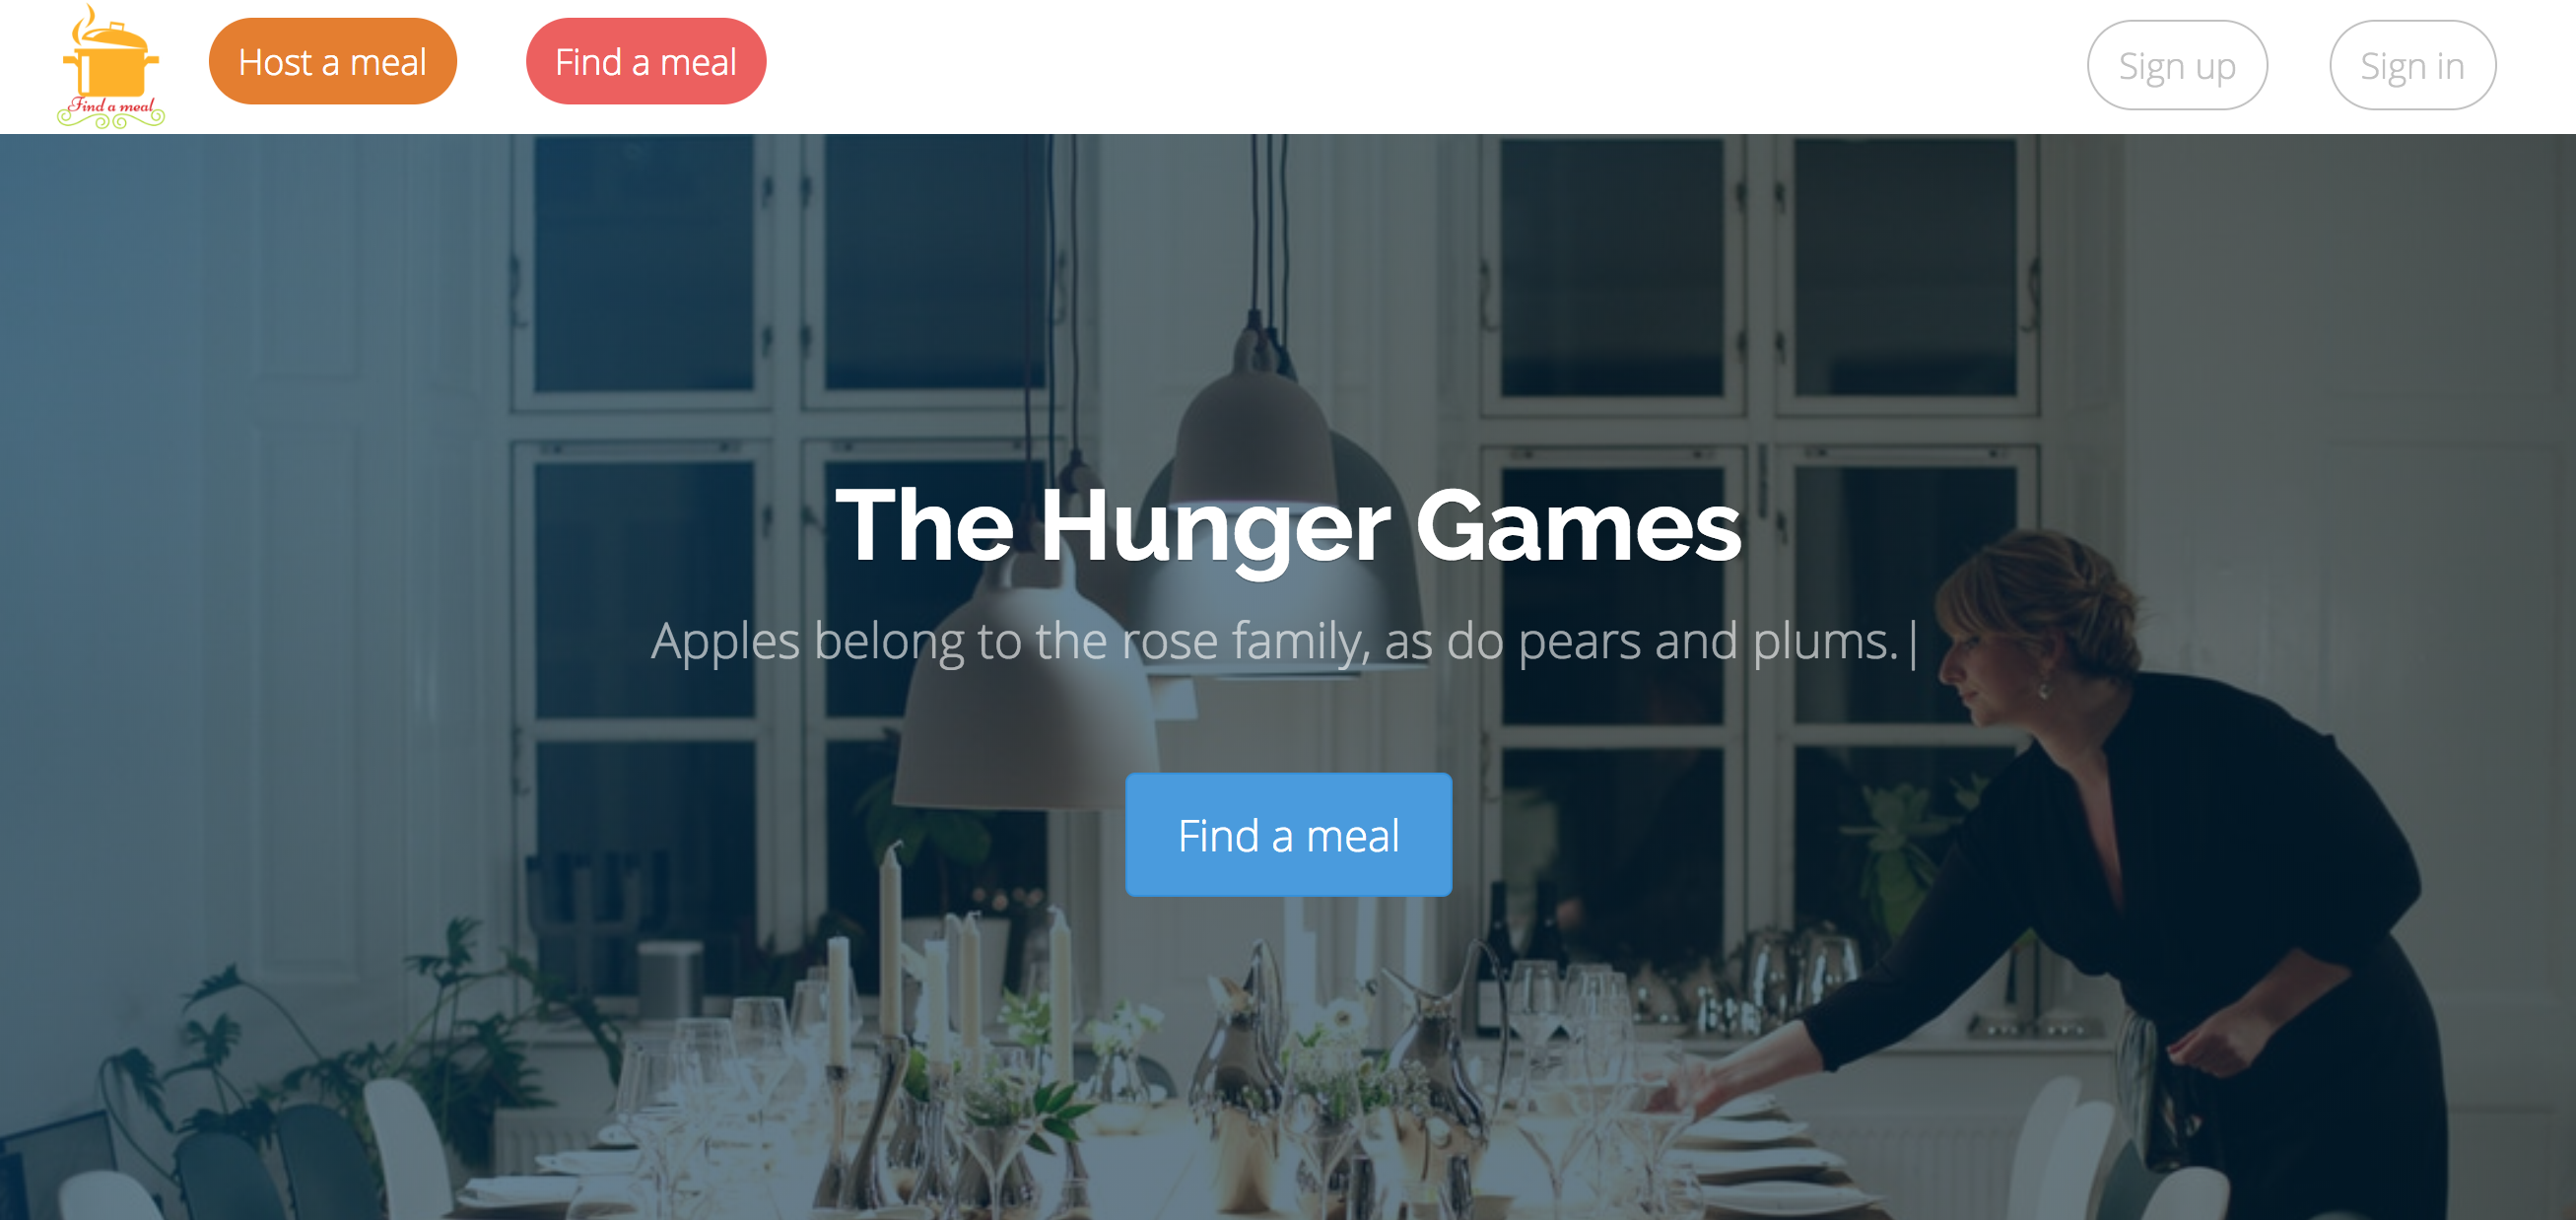 Find a meal
Host a meal
Find a meal
Sign up
Sign in
The Hunger Games
Apples belong to the rose family, as do pears and plums.|
Find a meal